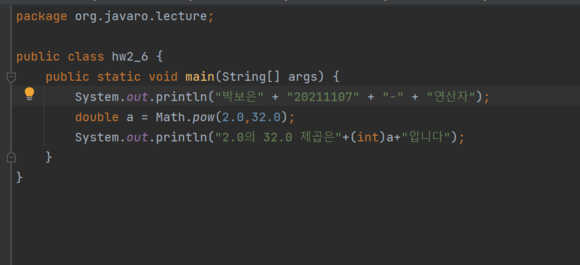 package org.javaro.lecture;
public class hw2_6 {
public static void main(String[] args) {
System.out.println("박보은" + "20211107" + "-" + "연산자");
double a = Math.pow(2.0,32.0);
System.out.println("2.0의 32.0 제곱은"+(int)a+"입니다");
}
}